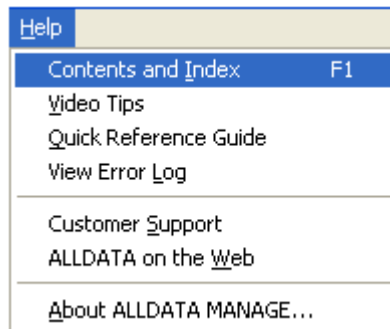 Help
Contents and Index F1
Video Tips
Quick Reference Guide
View Error Log
Customer Support
ALLDATA on the Web
About ALLDATA MANAGE...